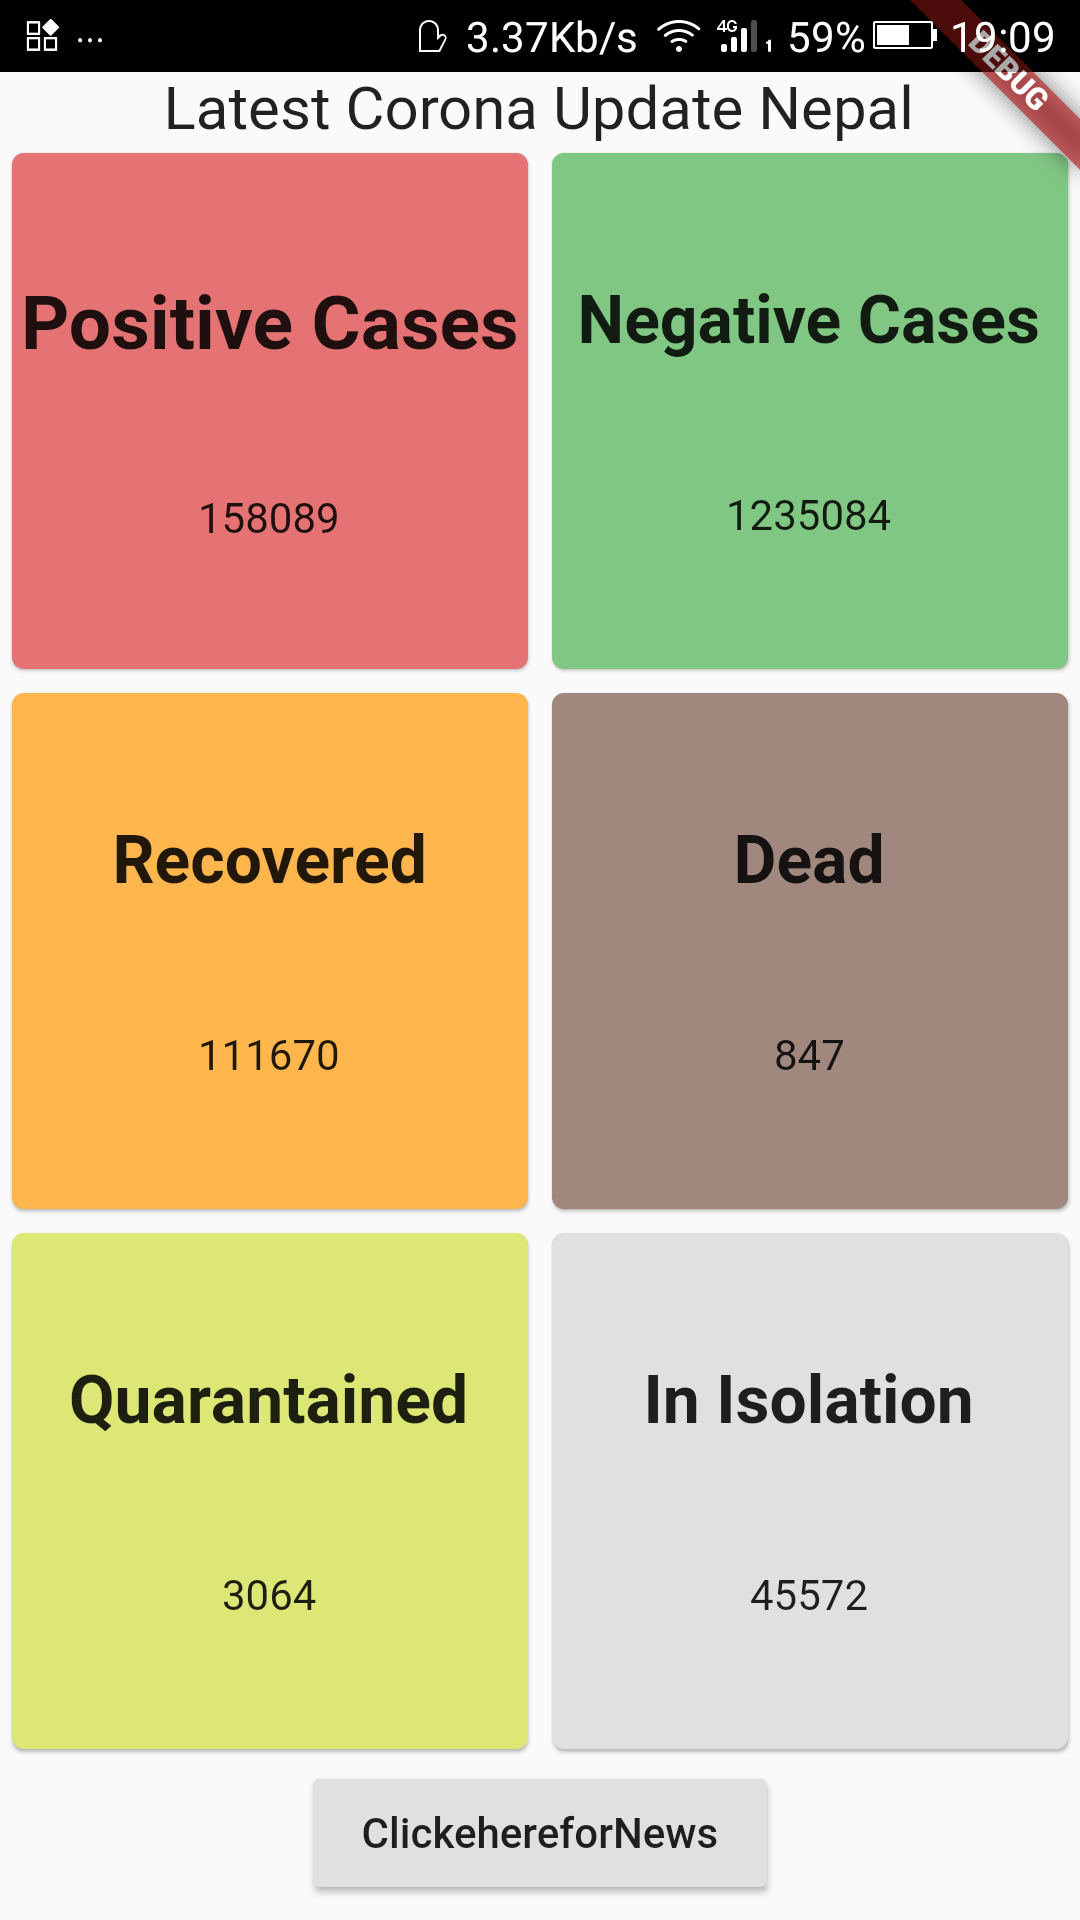 ... 3.37Kb/s 4G 1 59% 19:09
DEBUG
Latest Corona Update Nepal
Positive Cases
158089
Negative Cases
1235084
Recovered
111670
Dead
847
Quarantained
3064
In Isolation
45572
ClickehereforNews